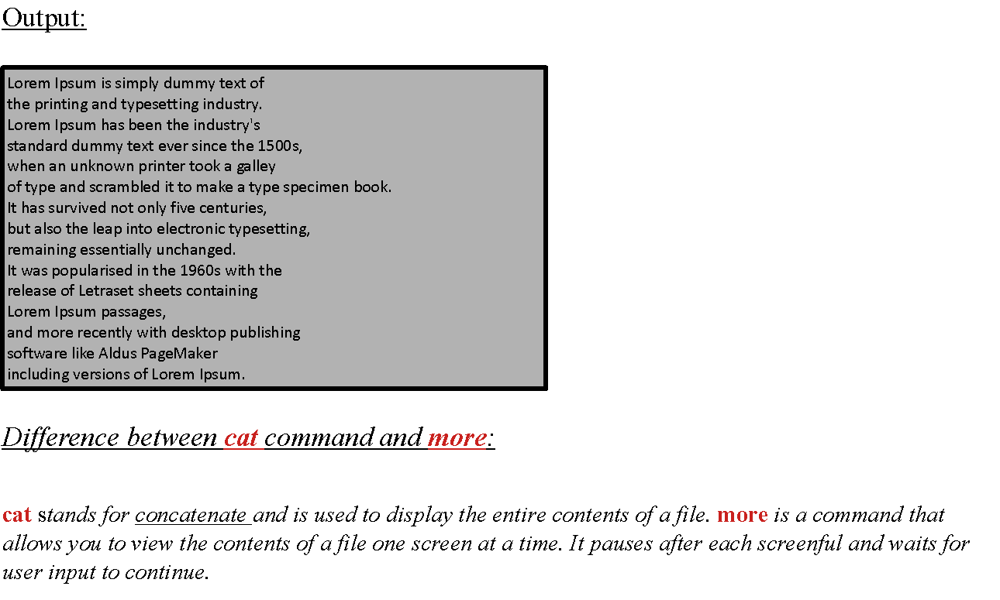 Output:
Lorem Ipsum is simply dummy text of
the printing and typesetting industry.
Lorem Ipsum has been the industry's
standard dummy text ever since the 1500s,
when an unknown printer took a galley
of type and scrambled it to make a type specimen book.
It has survived not only five centuries,
but also the leap into electronic typesetting,
remaining essentially unchanged.
It was popularised in the 1960s with the
release of Letraset sheets containing
Lorem Ipsum passages,
and more recently with desktop publishing
software like Aldus PageMaker
including versions of Lorem Ipsum.
Difference between cat command and more:
cat stands for concatenate and is used to display the entire contents of a file. more is a command that
allows you to view the contents of a file one screen at a time. It pauses after each screenful and waits for
user input to continue.